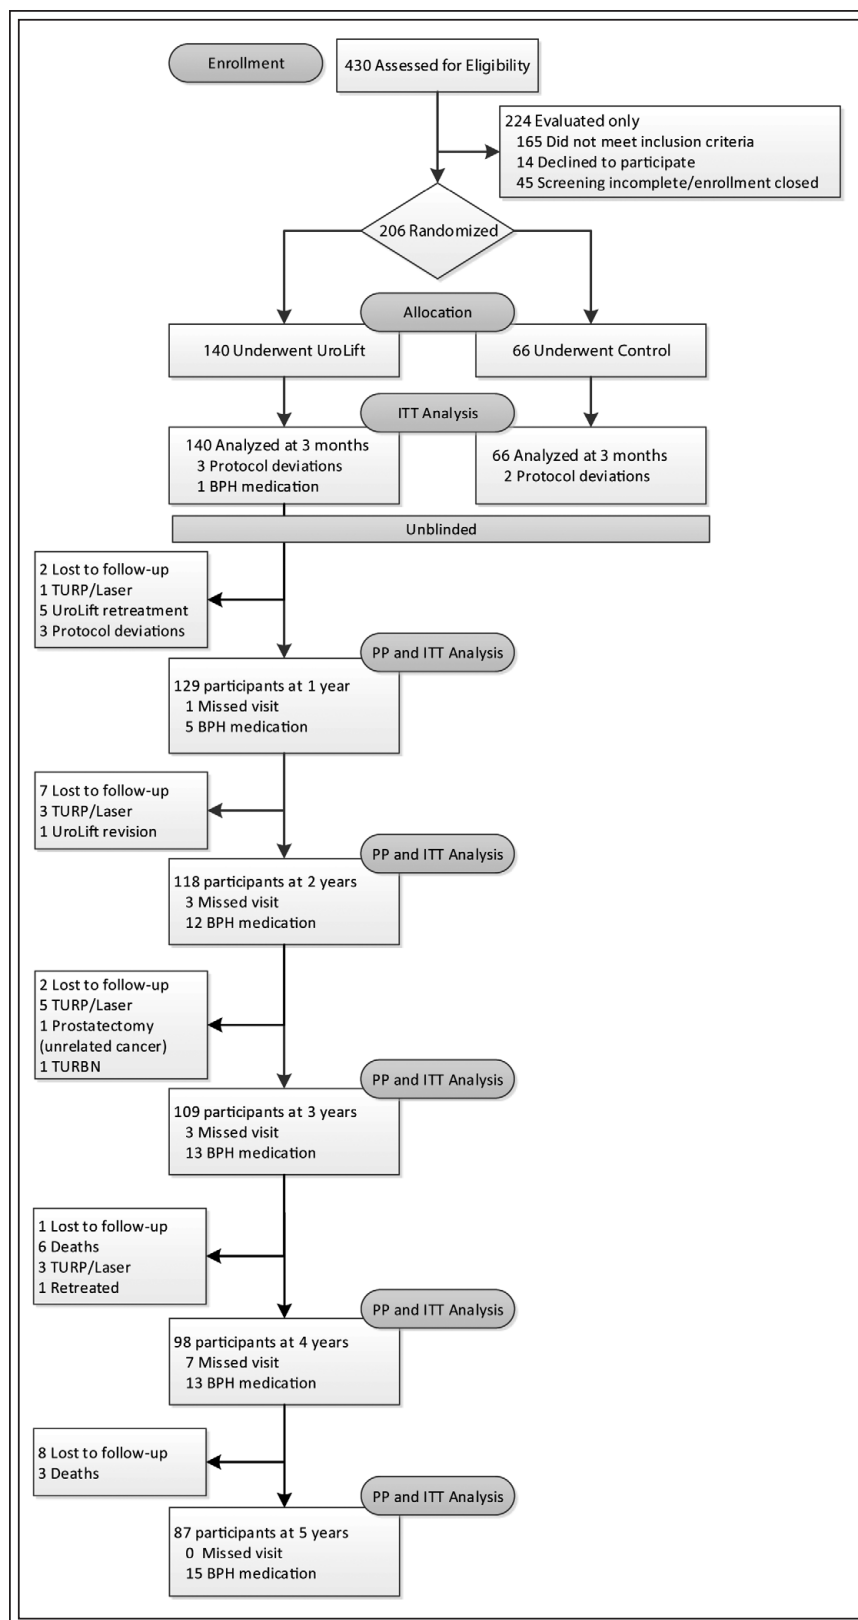 Enrollment
430 Assessed for Eligibility
224 Evaluated only
165 Did not meet inclusion criteria
14 Declined to participate
45 Screening incomplete/enrollment closed
206 Randomized
Allocation
140 Underwent UroLift
66 Underwent Control
ITT Analysis
140 Analyzed at 3 months
3 Protocol deviations
1 BPH medication
66 Analyzed at 3 months
2 Protocol deviations
Unblinded
2 Lost to follow-up
1 TURP/Laser
5 UroLift retreatment
3 Protocol deviations
PP and ITT Analysis
129 participants at 1 year
1 Missed visit
5 BPH medication
7 Lost to follow-up
3 TURP/Laser
1 UroLift revision
PP and ITT Analysis
118 participants at 2 years
3 Missed visit
12 BPH medication
2 Lost to follow-up
5 TURP/Laser
1 Prostatectomy
(unrelated cancer)
1 TURBN
PP and ITT Analysis
109 participants at 3 years
3 Missed visit
13 BPH medication
1 Lost to follow-up
6 Deaths
3 TURP/Laser
1 Retreated
PP and ITT Analysis
98 participants at 4 years
7 Missed visit
13 BPH medication
8 Lost to follow-up
3 Deaths
PP and ITT Analysis
87 participants at 5 years
0 Missed visit
15 BPH medication